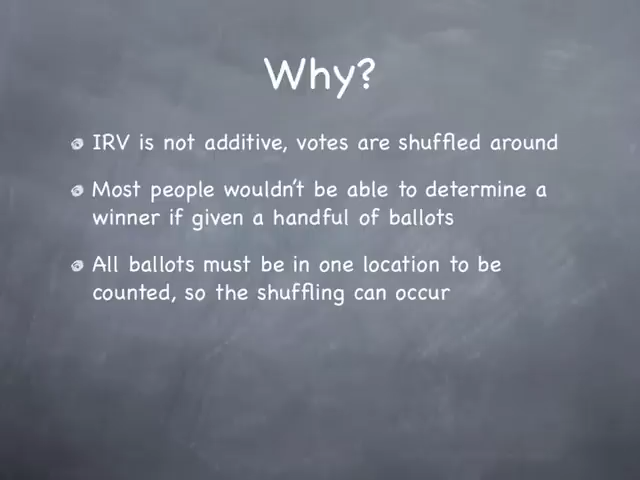 Why?
IRV is not additive, votes are shuffled around
Most people wouldn't be able to determine a
winner if given a handful of ballots
All ballots must be in one location to be
counted, so the shuffling can occur